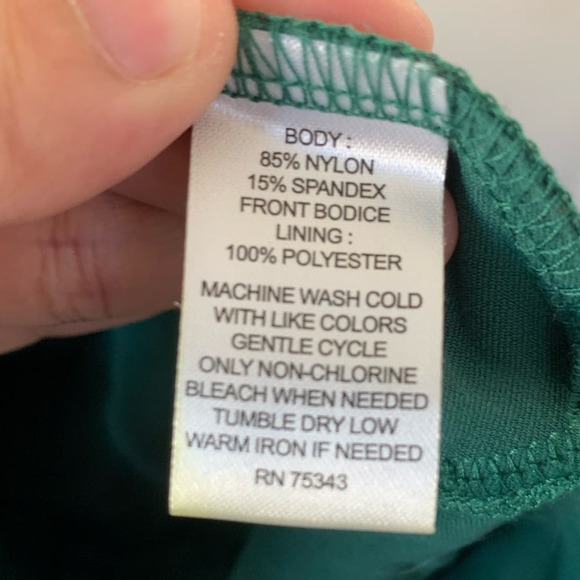 BODY :
85% NYLON
15% SPANDEX
FRONT BODICE
LINING :
100% POLYESTER
MACHINE WASH COLD
WITH LIKE COLORS
GENTLE CYCLE
ONLY NON-CHLORINE
BLEACH WHEN NEEDED
TUMBLE DRY LOW
WARM IRON IF NEEDED
RN 75343